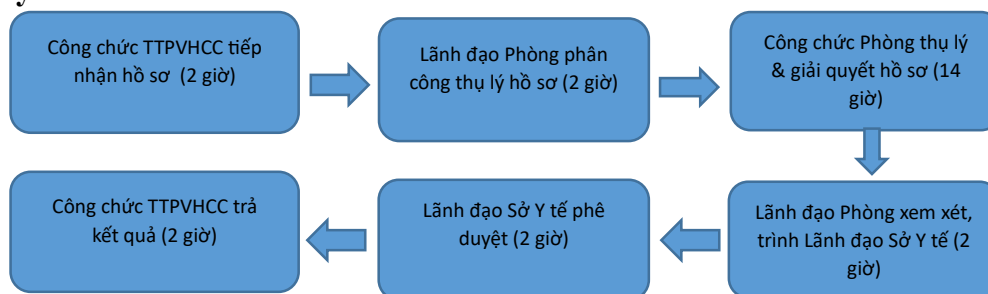 y
Công chức TTPVHCC tiếp
nhận hồ sơ (2 giờ)
Lãnh đạo Phòng phân
công thụ lý hồ sơ (2 giờ)
Công chức Phòng thụ lý
& giải quyết hồ sơ (14
giờ)
Lãnh đạo Phòng xem xét,
trình Lãnh đạo Sở Y tế (2
giờ)
Lãnh đạo Sở Y tế phê
duyệt (2 giờ)
Công chức TTPVHCC trả
kết quả (2 giờ)